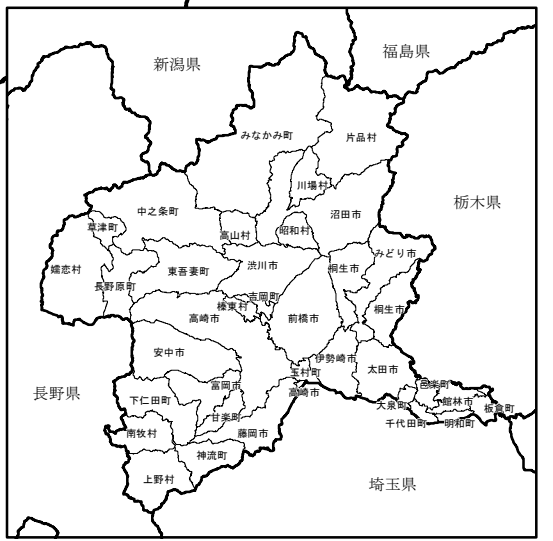 福島県
新潟県
みなかみ町
片品村
川場村
栃木県
中之条町
沼田市
草津町
高山村
昭和村
みどり市
嬬恋村
東吾妻町
渋川市
桐生市
長野原町
吉岡町
榛東村
桐生市
高崎市
前橋市
安中市
伊勢崎市
玉村町
太田市
富岡市
邑楽町
長野県
下仁田町
高崎市
館林市
大泉町
板倉町
甘楽町
千代田町
明和町
南牧村
藤岡市
神流町
上野村
埼玉県